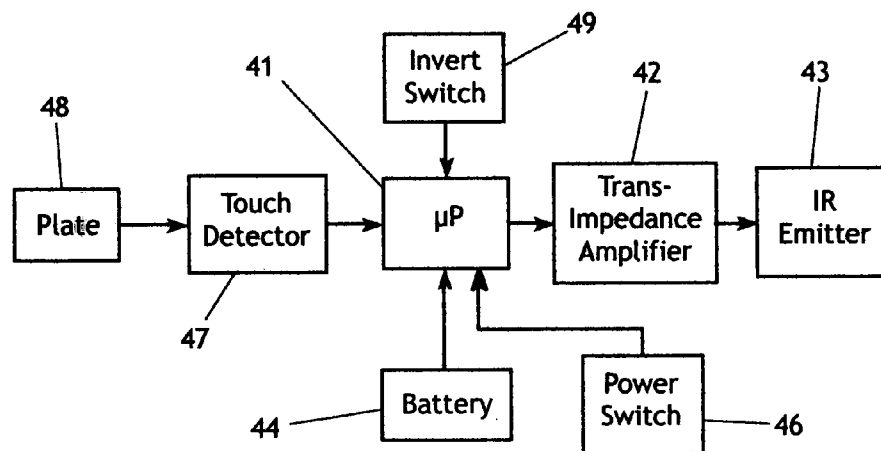 49
Invert
Switch
41
42
43
48
Plate
Touch
Detector
µP
Trans-
Impedance
Amplifier
IR
Emitter
47
44
Battery
Power
Switch
46